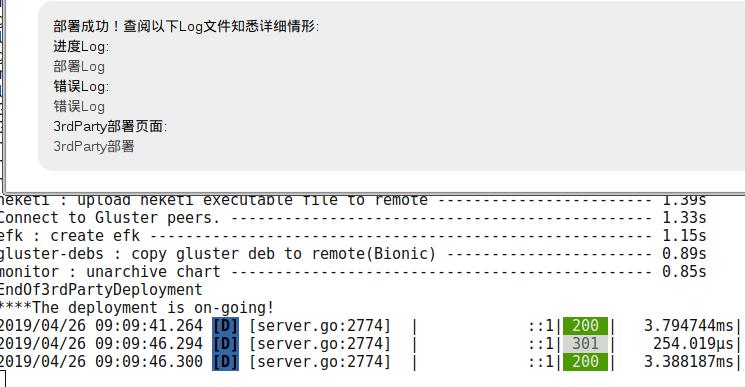 部署成功！查阅以下Log文件知悉详细情形:
进度Log:
部署Log
错误Log:
错误Log
3rdParty部署页面:
3rdParty部署
heketi : upload heketi executable file to remote ------------------------ 1.39s
Connect to Gluster peers. ----------------------------------------------- 1.33s
efk : create efk -------------------------------------------------------- 1.15s
gluster-debs : copy gluster deb to remote(Bionic) ----------------------- 0.89s
monitor : unarchive chart ----------------------------------------------- 0.85s
EndOf3rdPartyDeployment
****The deployment is on-going!
2019/04/26 09:09:41.264 [D] [server.go:2774] | ::1| 200 | 3.794744ms|
2019/04/26 09:09:46.294 [D] [server.go:2774] | ::1| 301 | 254.019µs|
2019/04/26 09:09:46.300 [D] [server.go:2774] | ::1| 200 | 3.388187ms|